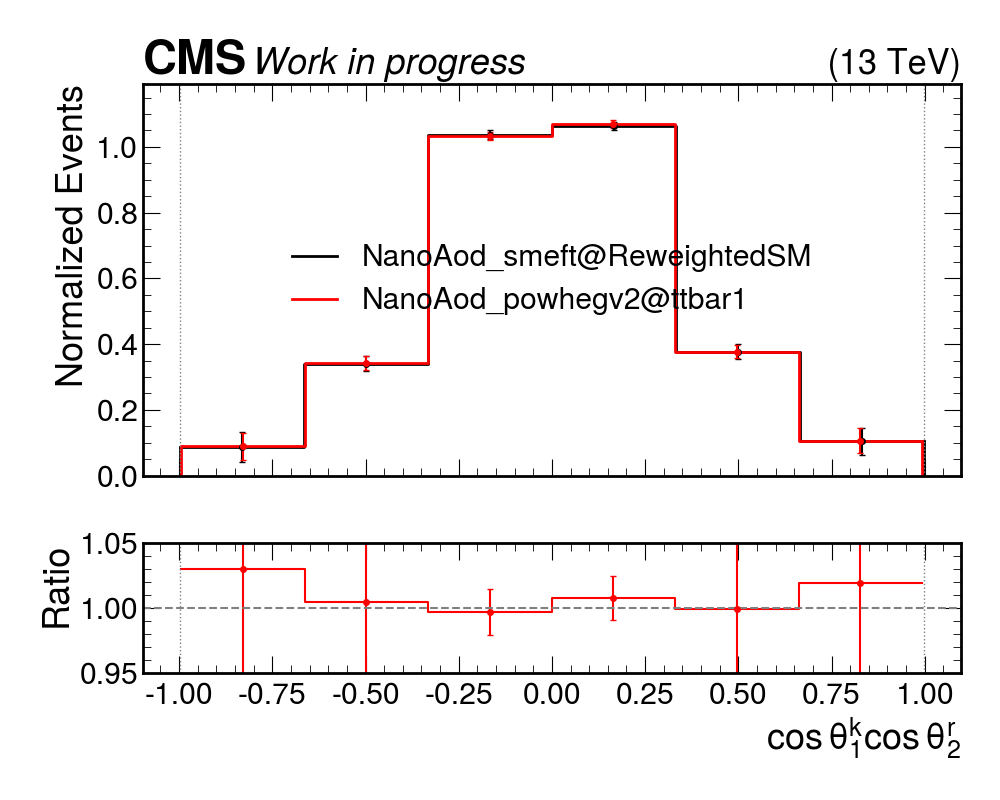 CMS Work in progress (13 TeV)
Normalized Events
1.0
0.8
0.6
0.4
0.2
0.0
NanoAod_smeft@ReweightedSM
NanoAod_powhegv2@ttbar1
Ratio
1.05
1.00
0.95
-1.00 -0.75 -0.50 -0.25 0.00 0.25 0.50 0.75 1.00
cos θ₁ᵏcos θ₂ʳ